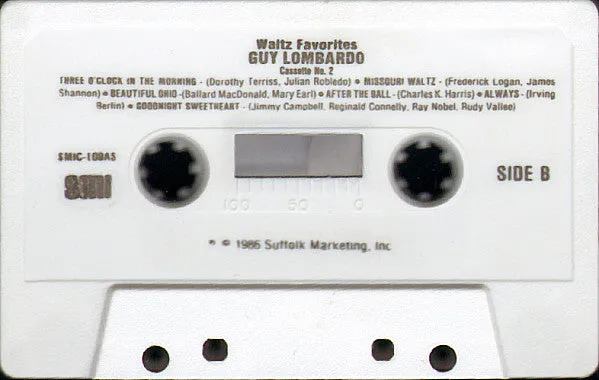 Waltz Favorites
GUY LOMBARDO
Cassette No. 2
THREE O'CLOCK IN THE MORNING - (Dorothy Terriss, Julian Robledo) • MISSOURI WALTZ - (Frederick Logan, James
Shannon) • BEAUTIFUL OHIO - (Ballard MacDonald, Mary Earl) • AFTER THE BALL - (Charles K. Harris) • ALWAYS - (Irving
Berlin) • GOODNIGHT SWEETHEART - (Jimmy Campbell, Reginald Connelly, Ray Nobel, Rudy Vallee)
SMIC-108AS
SMI
SIDE B
100 50 0
℗ © 1986 Suffolk Marketing, Inc